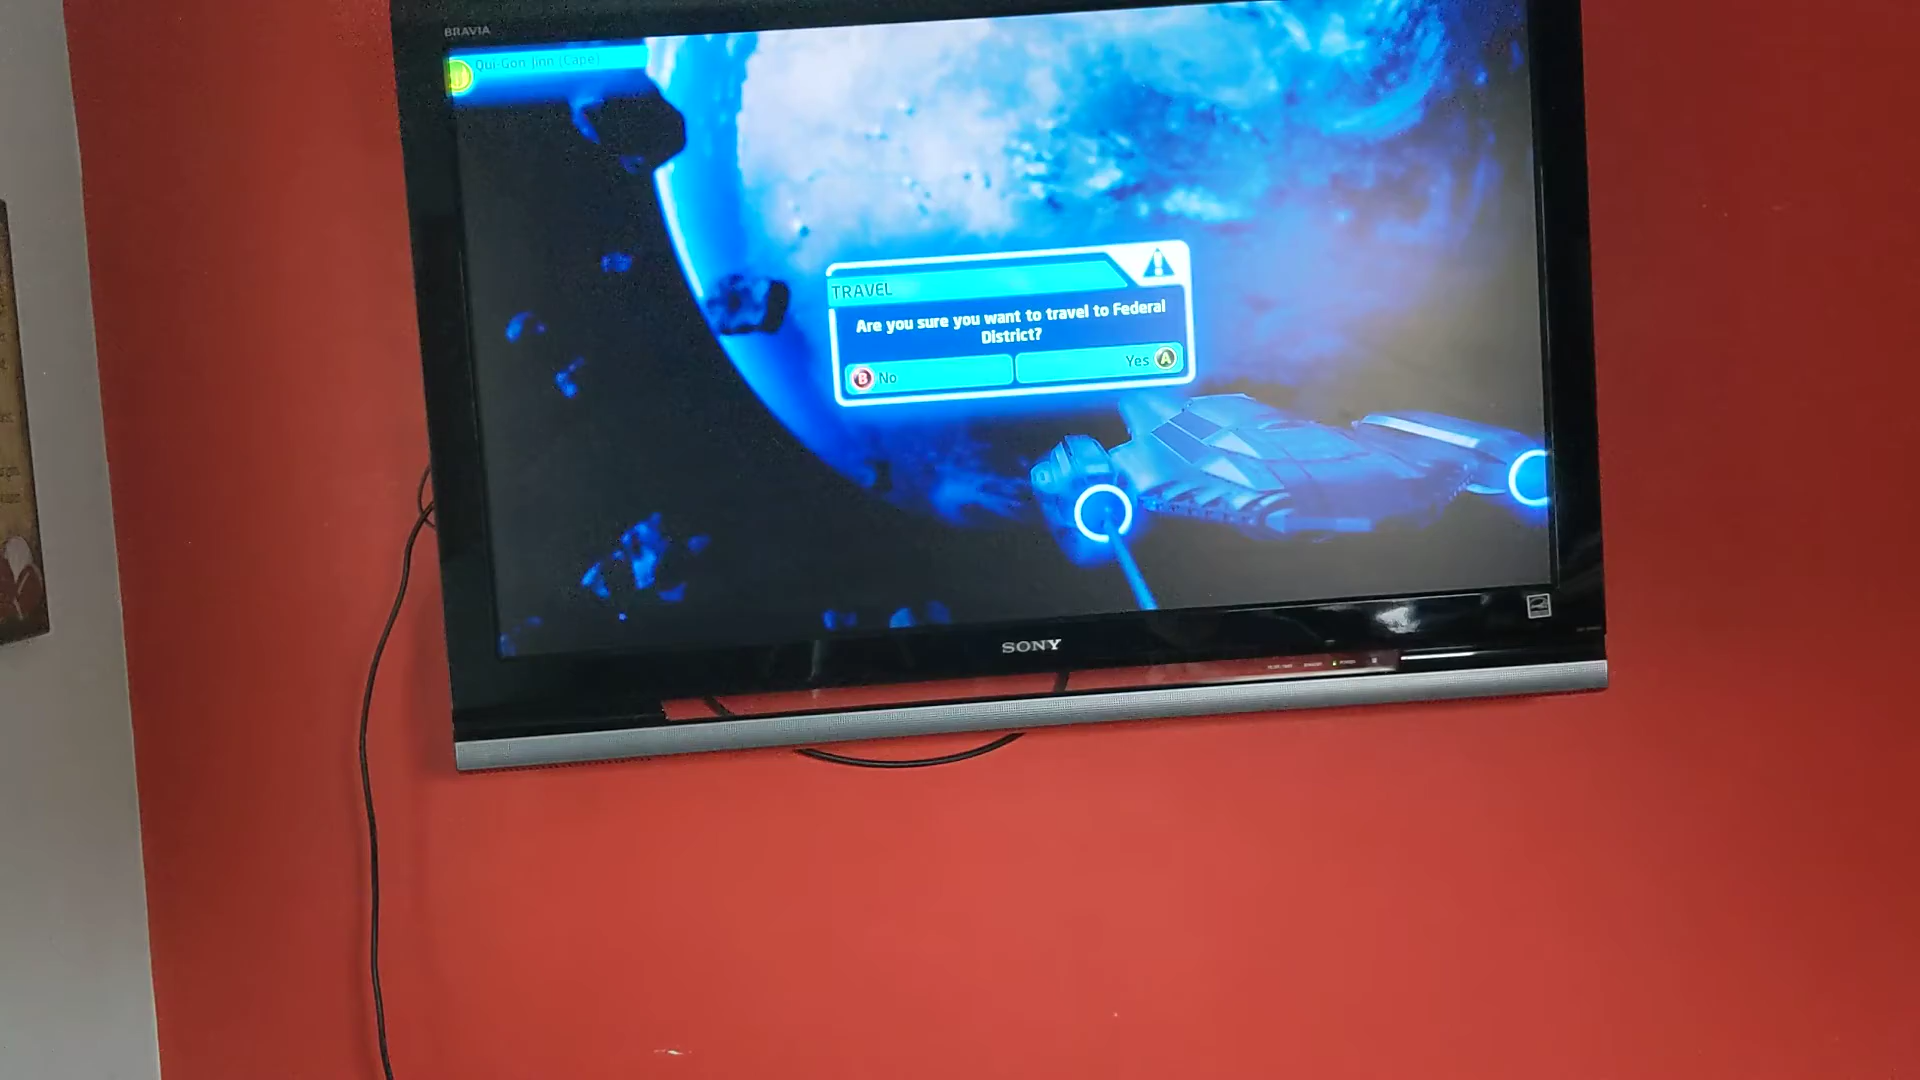 BRAVIA
Qui-Gon Jinn (Cape)
TRAVEL
Are you sure you want to travel to Federal
District?
B No
Yes A
SONY